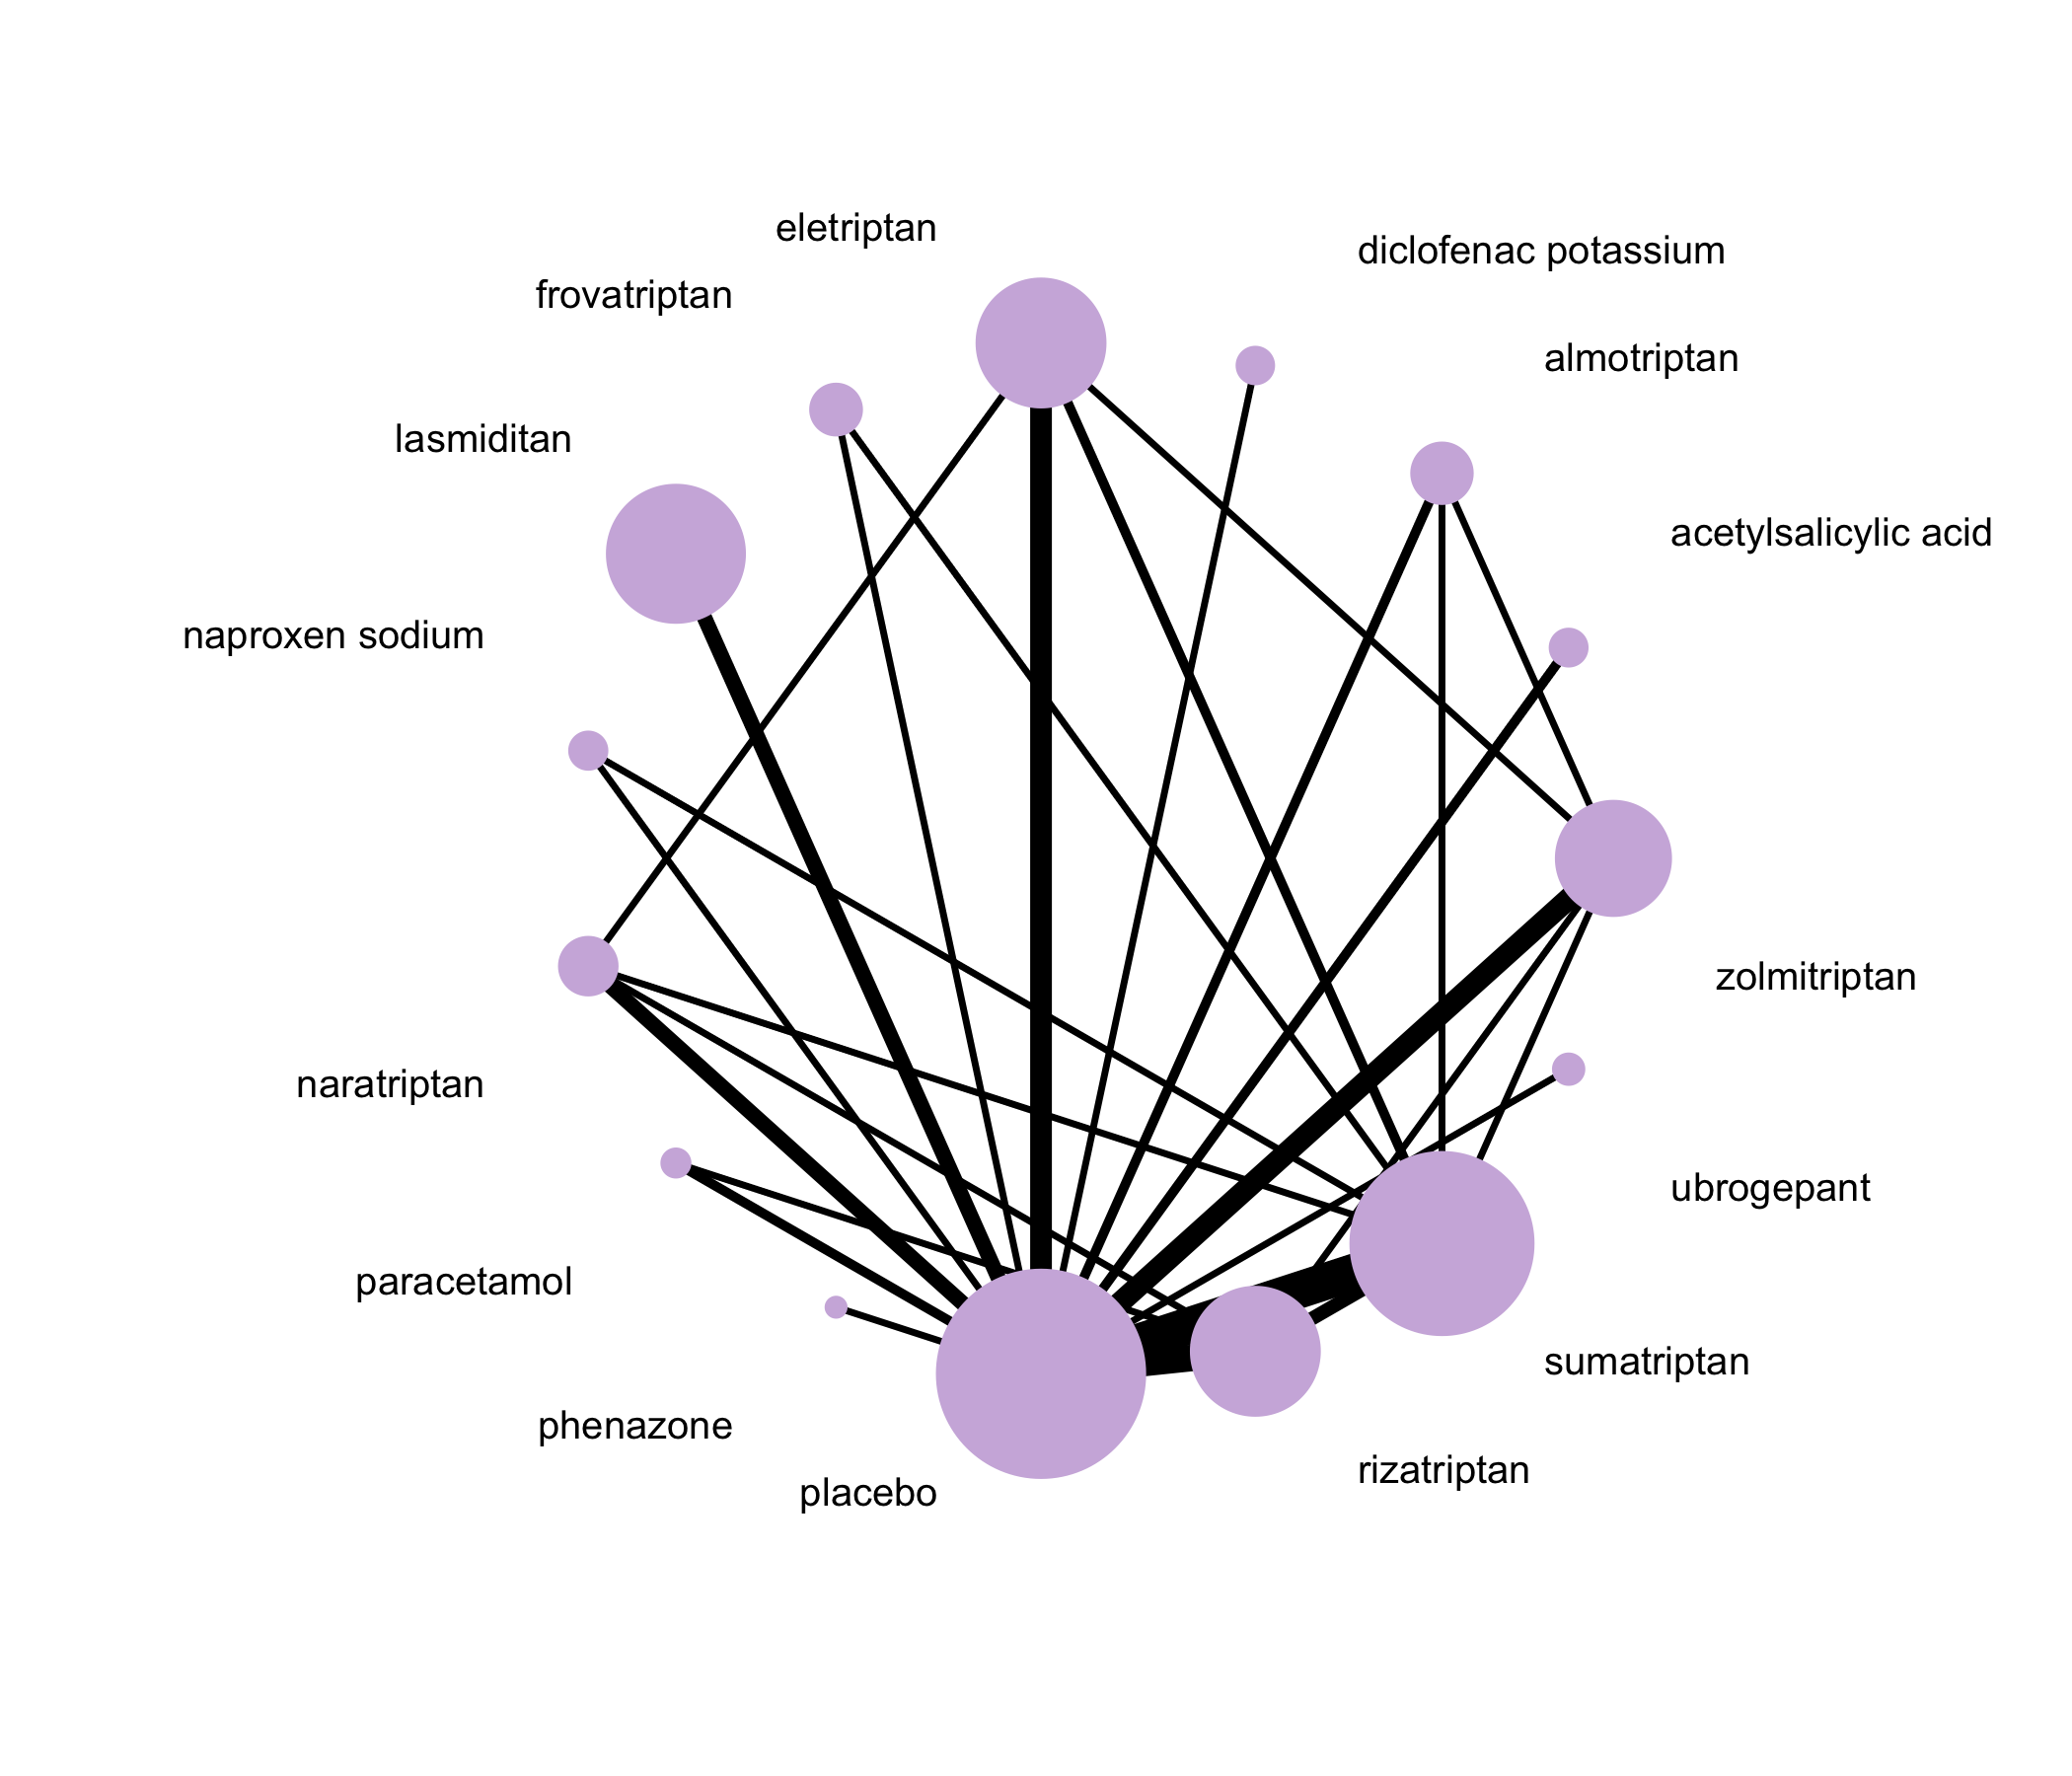 eletriptan
diclofenac potassium
frovatriptan
almotriptan
lasmiditan
acetylsalicylic acid
naproxen sodium
zolmitriptan
naratriptan
ubrogepant
paracetamol
sumatriptan
phenazone
rizatriptan
placebo